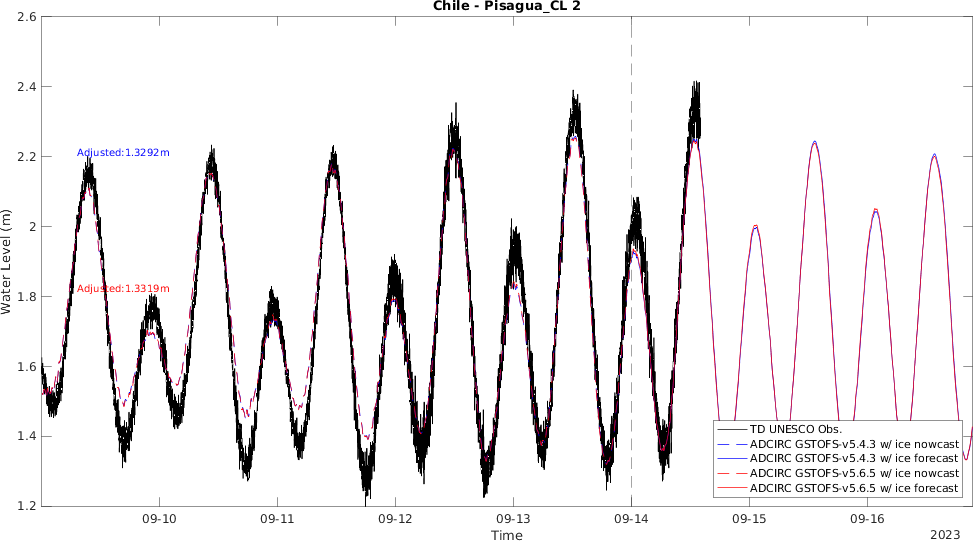 Chile - Pisagua_CL 2
2.6
2.4
2.2
2
1.8
1.6
1.4
1.2
Water Level (m)
Adjusted:1.3292m
Adjusted:1.3319m
TD UNESCO Obs.
ADCIRC GSTOFS-v5.4.3 w/ ice nowcast
ADCIRC GSTOFS-v5.4.3 w/ ice forecast
ADCIRC GSTOFS-v5.6.5 w/ ice nowcast
ADCIRC GSTOFS-v5.6.5 w/ ice forecast
09-10 09-11 09-12 09-13 09-14 09-15 09-16
Time
2023